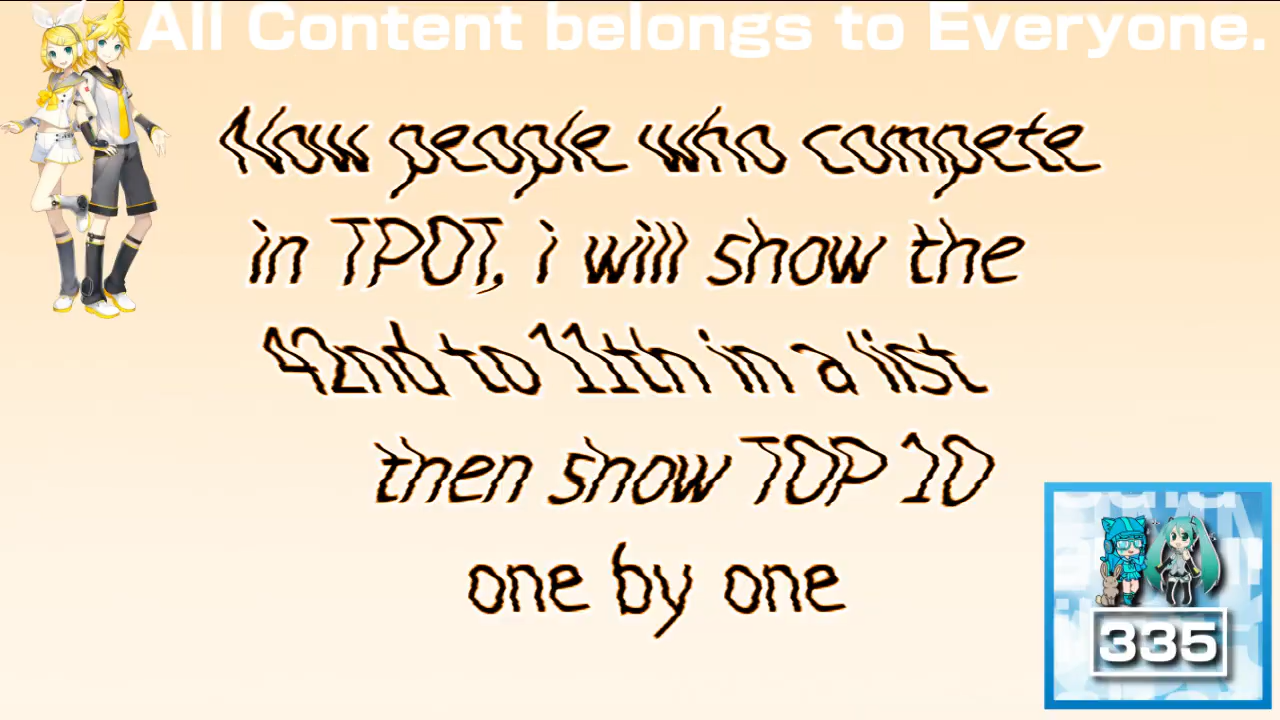 All Content belongs to Everyone.
Now people who compete
in TPOT, i will show the
42nd to 11th in a list
then show TOP 10
one by one
335